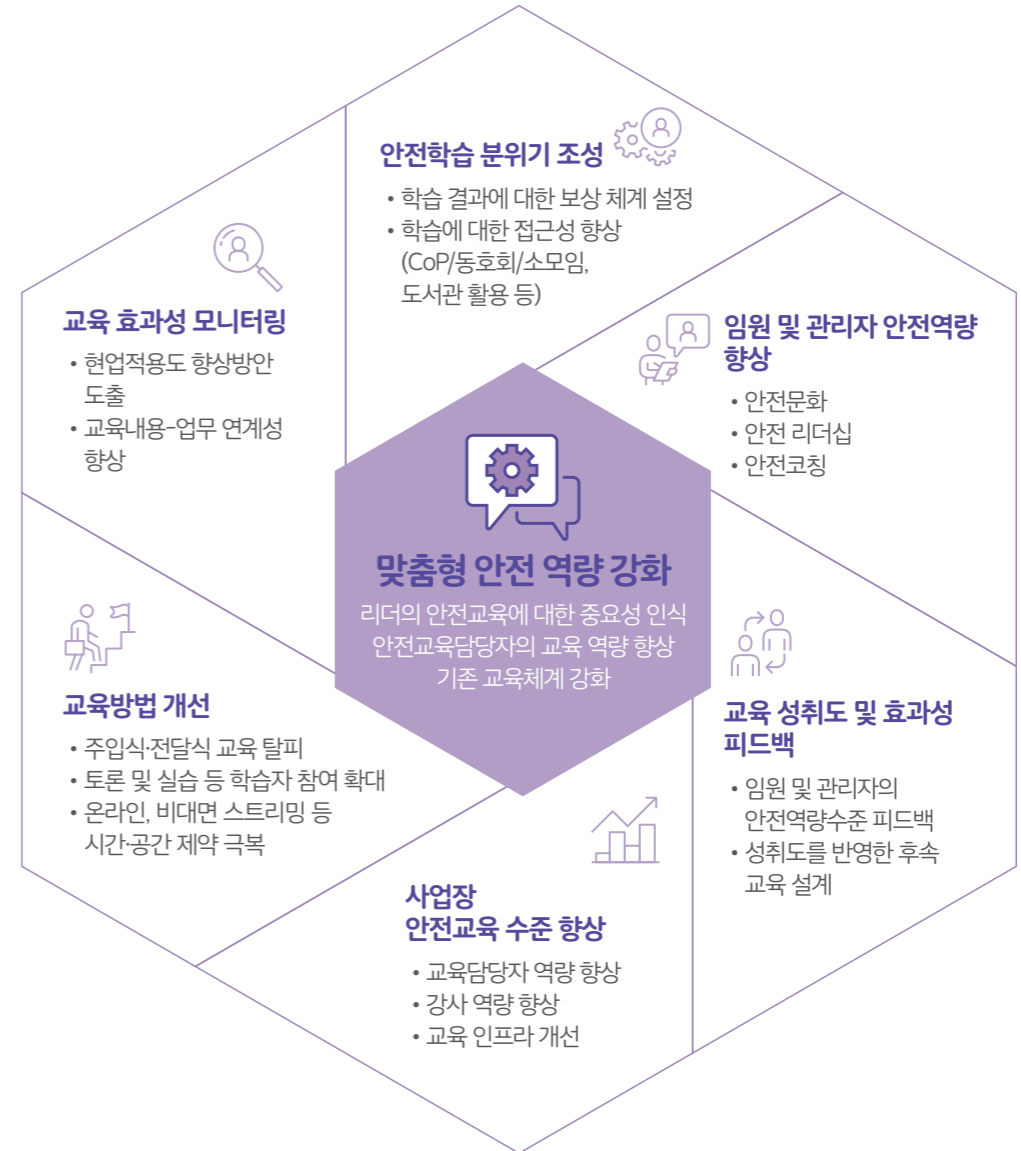 안전학습 분위기 조성
• 학습 결과에 대한 보상 체계 설정
• 학습에 대한 접근성 향상
(CoP/동호회/소모임,
도서관 활용 등)
임원 및 관리자 안전역량
향상
• 안전문화
• 안전 리더십
• 안전코칭
교육 효과성 모니터링
• 현업적용도 향상방안
도출
• 교육내용-업무 연계성
향상
맞춤형 안전 역량 강화
리더의 안전교육에 대한 중요성 인식
안전교육담당자의 교육 역량 향상
기존 교육체계 강화
교육방법 개선
• 주입식·전달식 교육 탈피
• 토론 및 실습 등 학습자 참여 확대
• 온라인, 비대면 스트리밍 등
시간·공간 제약 극복
교육 성취도 및 효과성
피드백
• 임원 및 관리자의
안전역량수준 피드백
• 성취도를 반영한 후속
교육 설계
사업장
안전교육 수준 향상
• 교육담당자 역량 향상
• 강사 역량 향상
• 교육 인프라 개선